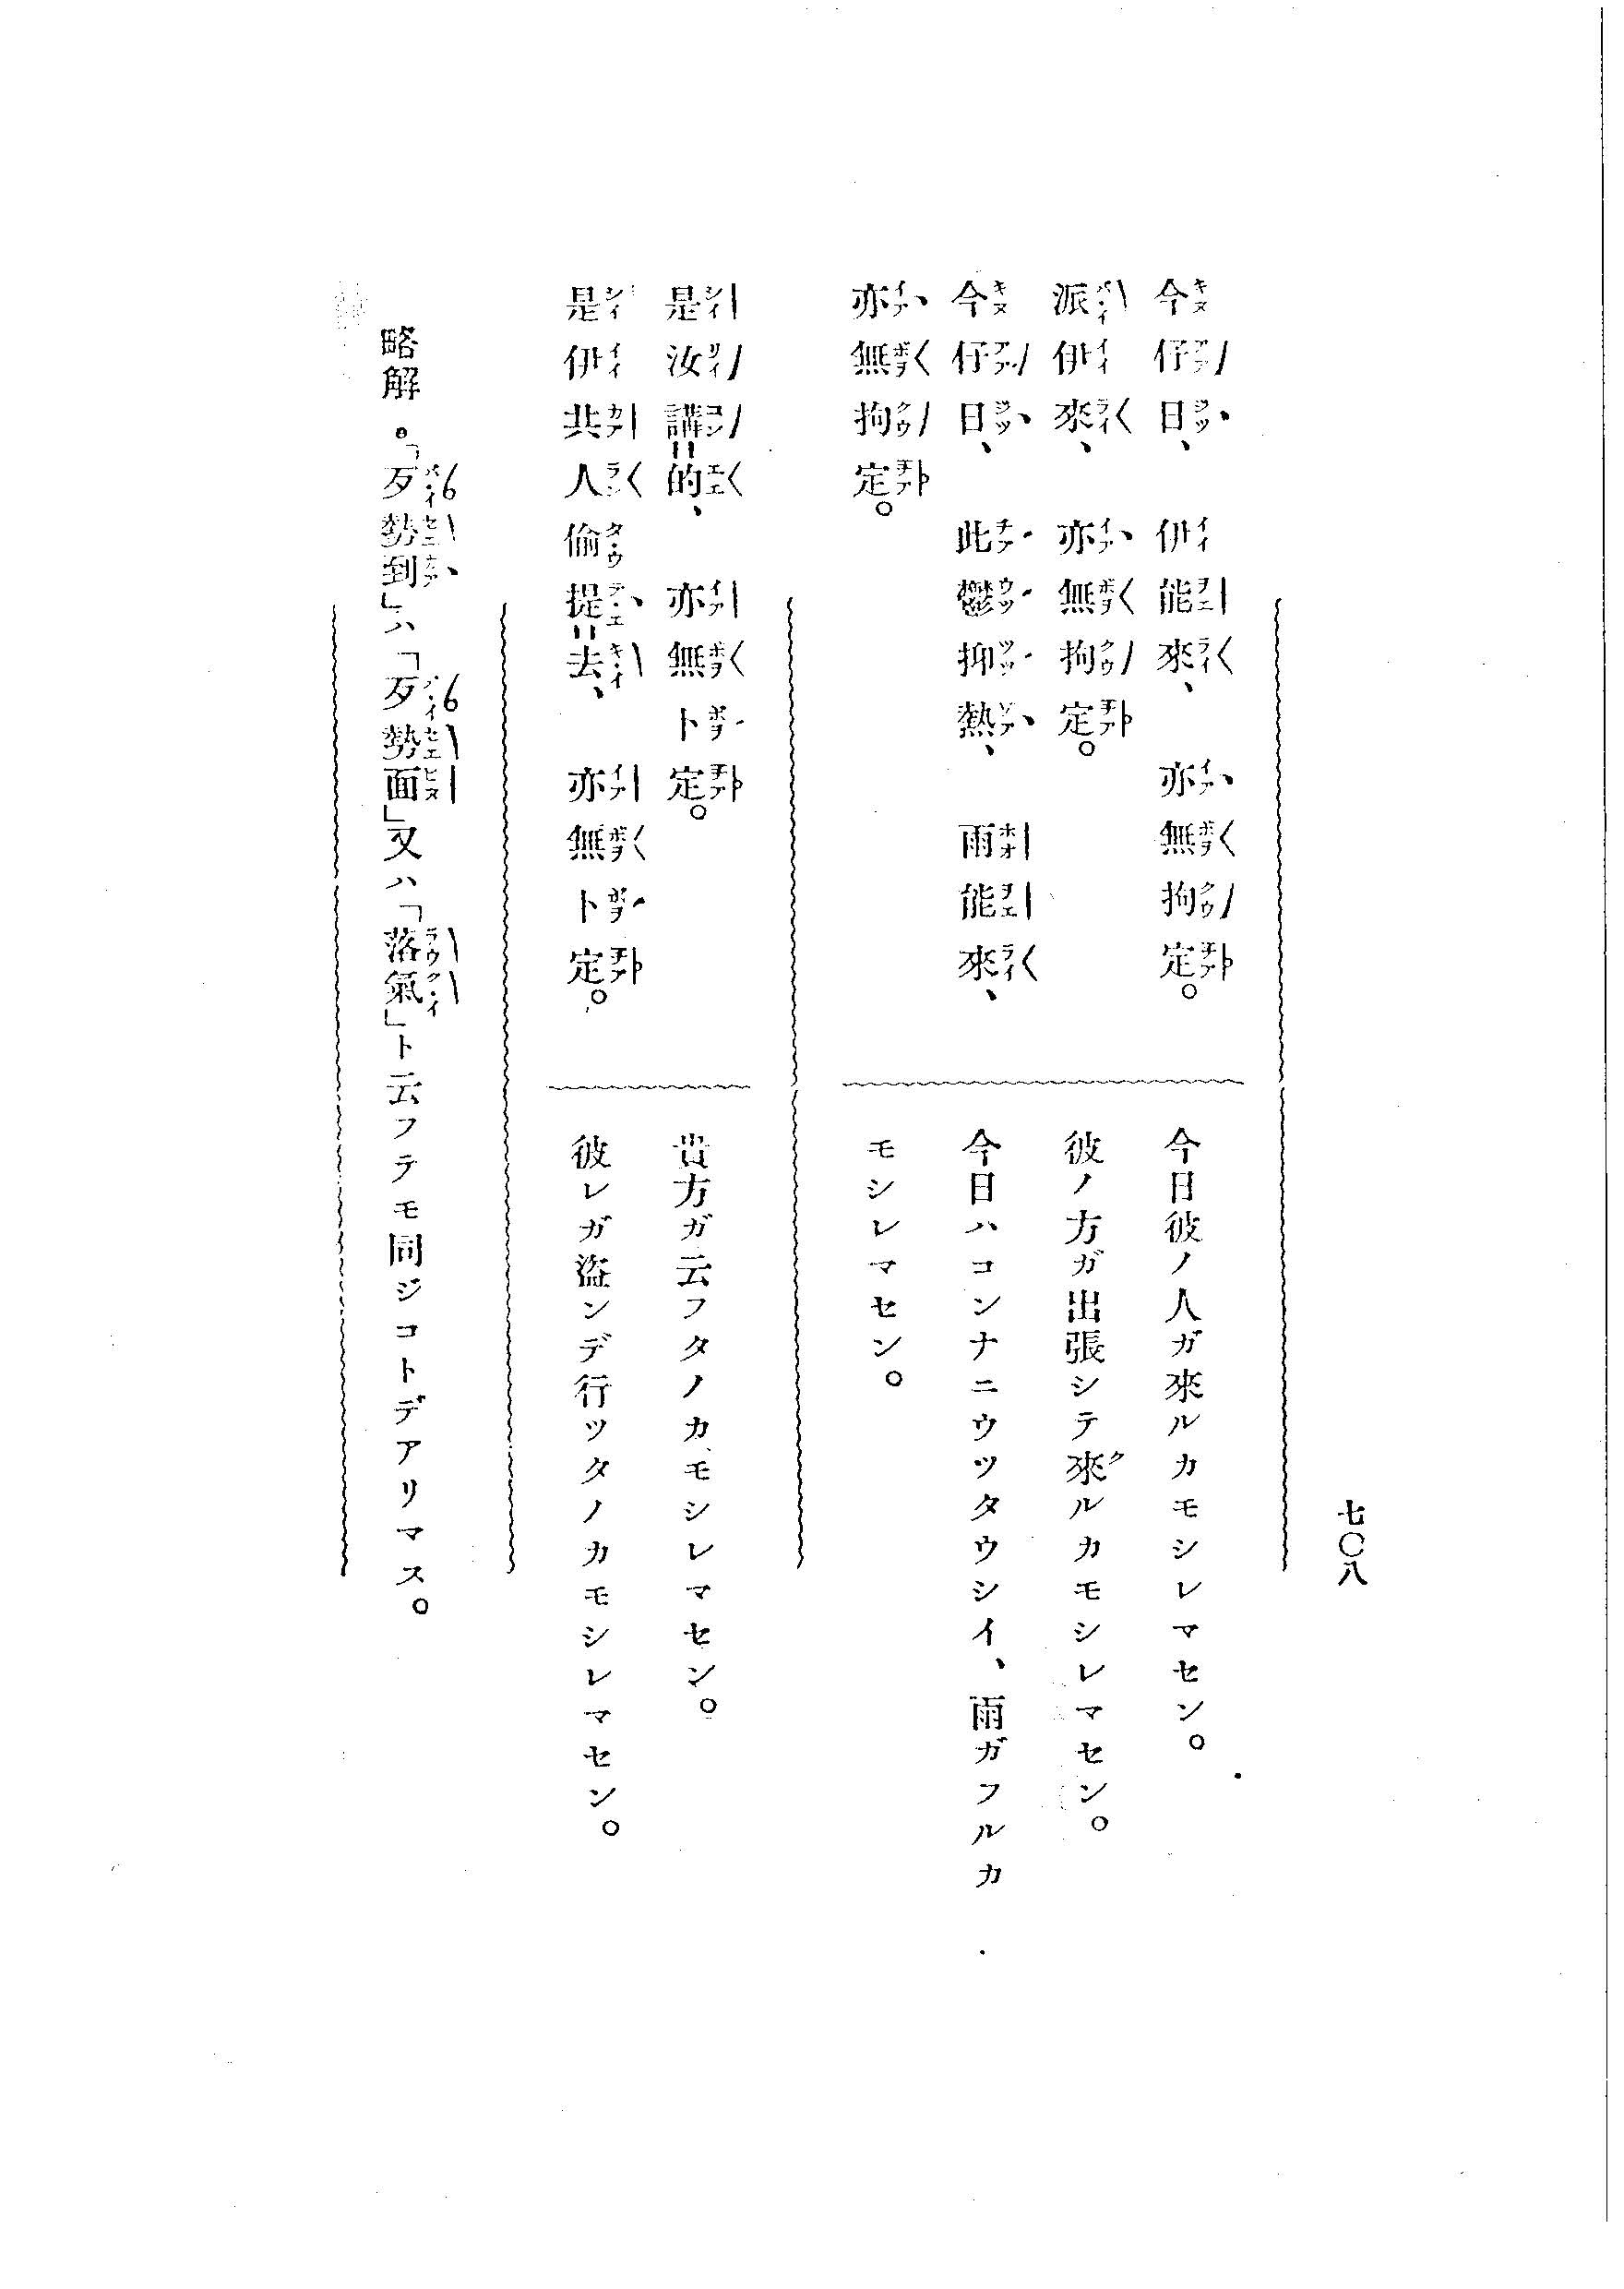 七〇八
今仔日、伊能來、亦無拘定。
今日彼ノ人ガ來ルカモシレマセン。
派伊來、亦無拘定。
彼ノ方ガ出張シテ來ルカモシレマセン。
今仔日、此鬱抑熱、雨能來、
亦無拘定。
今日ハコンナニウツタウシイ、雨ガフルカ
モシレマセン。
是汝講的、亦無卜定。
貴方ガ云フタノカモシレマセン。
是伊共人偷提去、亦無卜定。
彼レガ盜ンデ行ツタノカモシレマセン。
略解。「歹勢到」ハ「歹勢面」又ハ「落氣」ト云フテモ同ジコトデアリマス。